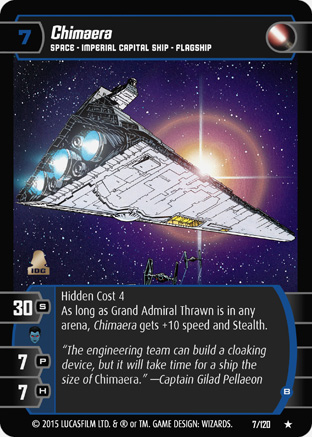 7
Chimaera
SPACE - IMPERIAL CAPITAL SHIP - FLAGSHIP
IDC
30 S
7 P
7 H
Hidden Cost 4
As long as Grand Admiral Thrawn is in any
arena, Chimaera gets +10 speed and Stealth.
"The engineering team can build a cloaking
device, but it will take time for a ship the
size of Chimaera." —Captain Gilad Pellaeon
B
© 2015 LUCASFILM LTD. & ® or TM. GAME DESIGN: WIZARDS.
7/120 ★